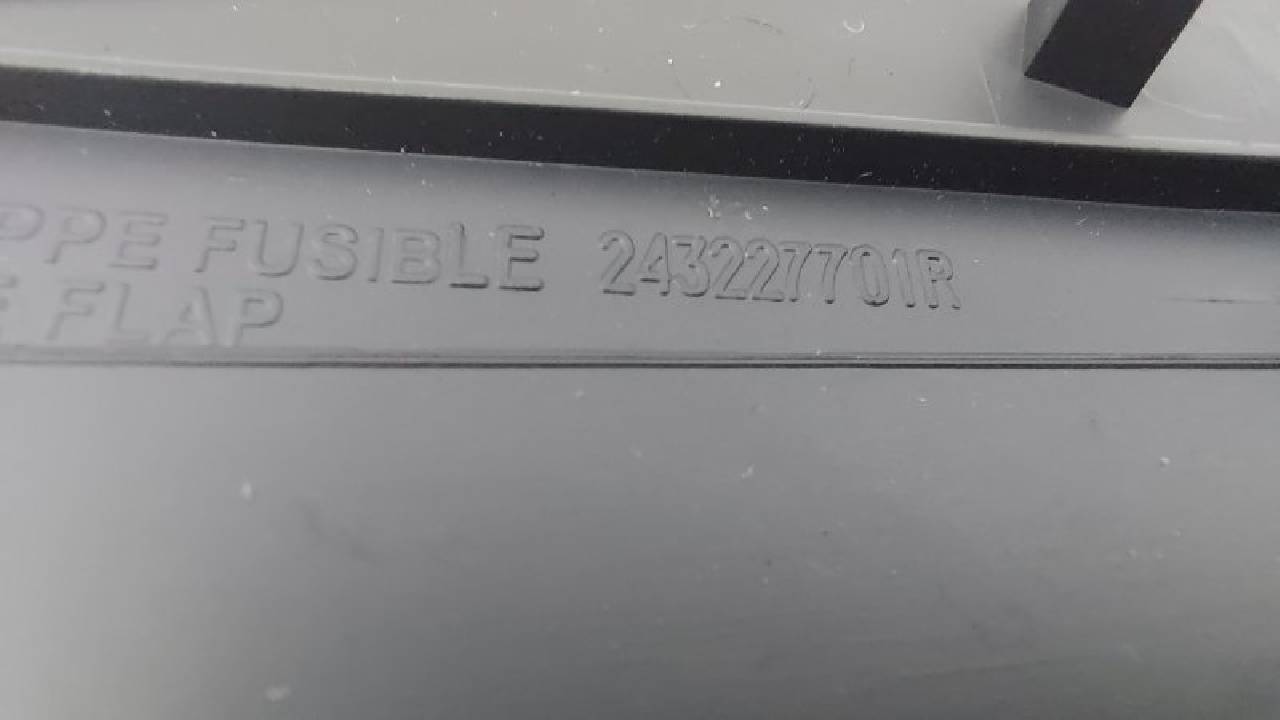 PPE FUSIBLE 243227701R
E FLAP